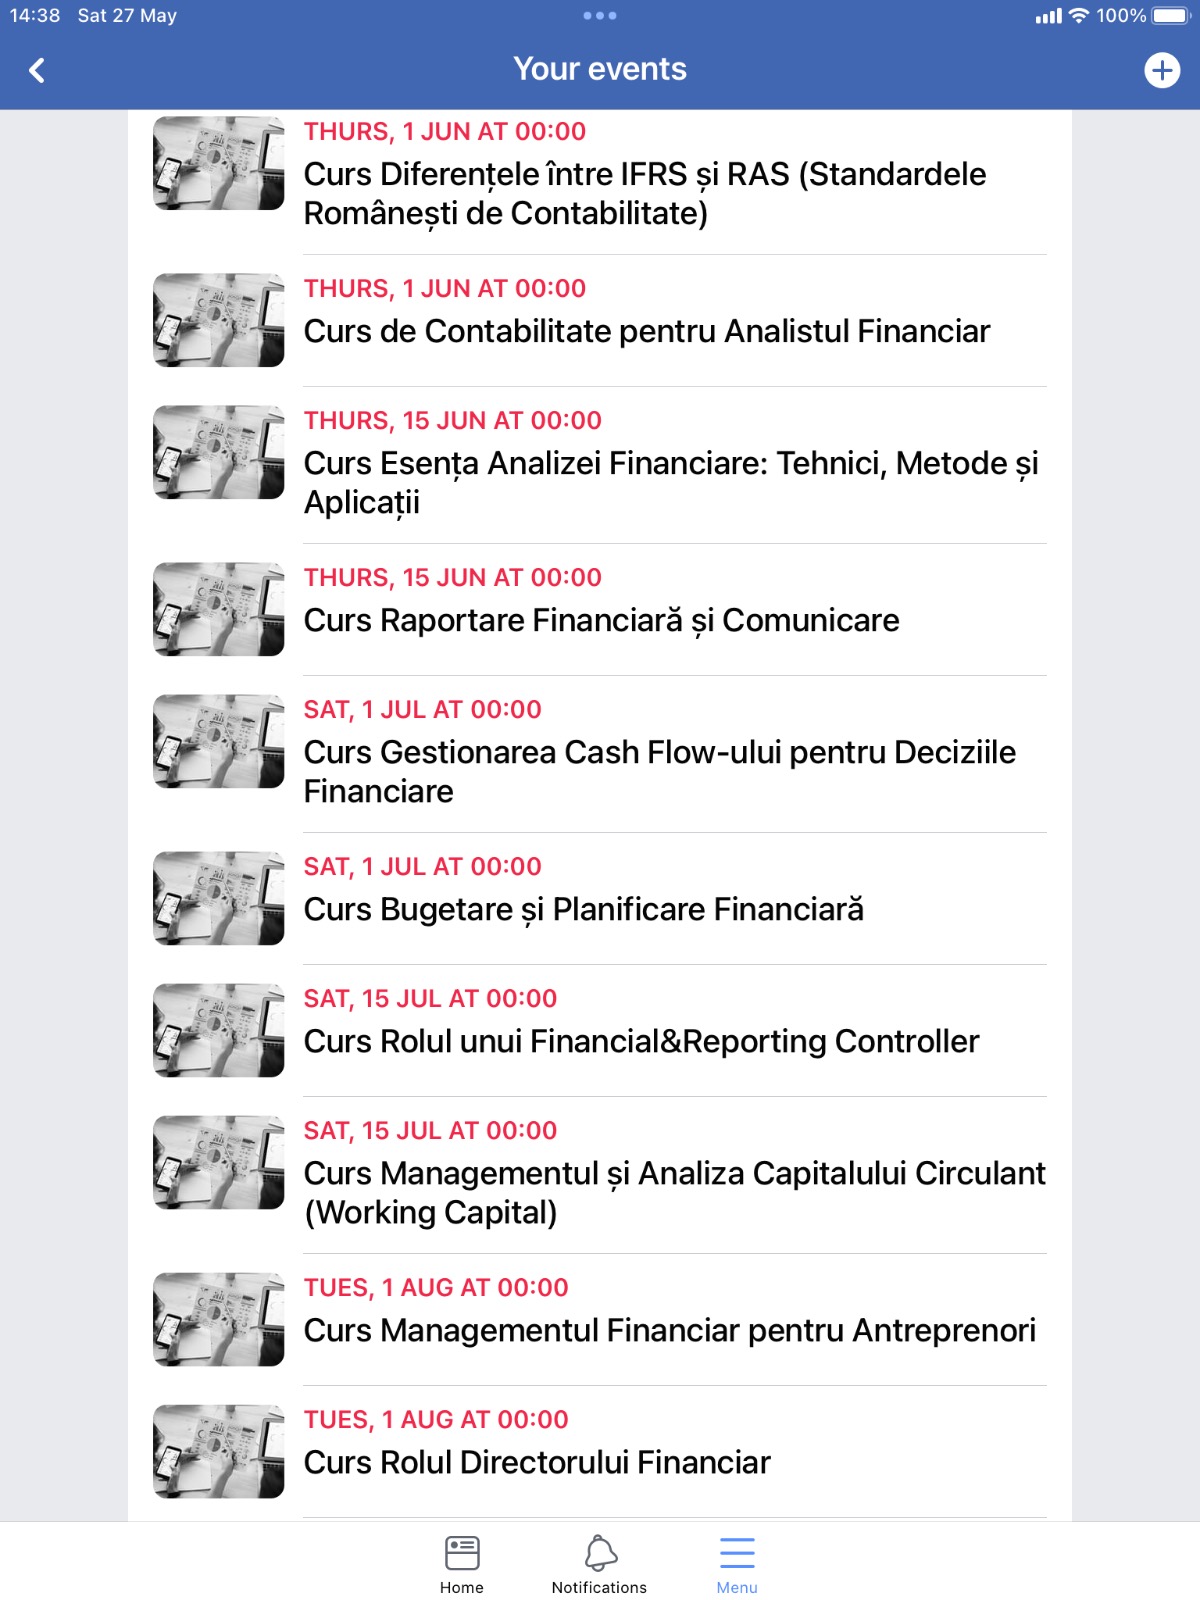 14:38 Sat 27 May
100%
Your events
THURS, 1 JUN AT 00:00
Curs Diferențele între IFRS și RAS (Standardele
Românești de Contabilitate)
THURS, 1 JUN AT 00:00
Curs de Contabilitate pentru Analistul Financiar
THURS, 15 JUN AT 00:00
Curs Esența Analizei Financiare: Tehnici, Metode și
Aplicații
THURS, 15 JUN AT 00:00
Curs Raportare Financiară și Comunicare
SAT, 1 JUL AT 00:00
Curs Gestionarea Cash Flow-ului pentru Deciziile
Financiare
SAT, 1 JUL AT 00:00
Curs Bugetare și Planificare Financiară
SAT, 15 JUL AT 00:00
Curs Rolul unui Financial&Reporting Controller
SAT, 15 JUL AT 00:00
Curs Managementul și Analiza Capitalului Circulant
(Working Capital)
TUES, 1 AUG AT 00:00
Curs Managementul Financiar pentru Antreprenori
TUES, 1 AUG AT 00:00
Curs Rolul Directorului Financiar
Home
Notifications
Menu